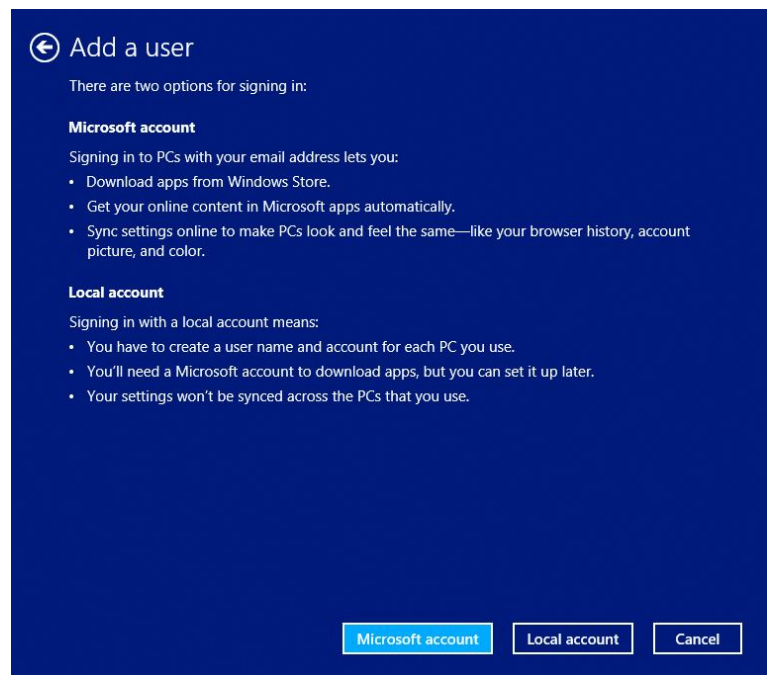 Add a user
There are two options for signing in:
Microsoft account
Signing in to PCs with your email address lets you:
• Download apps from Windows Store.
• Get your online content in Microsoft apps automatically.
• Sync settings online to make PCs look and feel the same—like your browser history, account
picture, and color.
Local account
Signing in with a local account means:
• You have to create a user name and account for each PC you use.
• You'll need a Microsoft account to download apps, but you can set it up later.
• Your settings won't be synced across the PCs that you use.
Microsoft account Local account Cancel